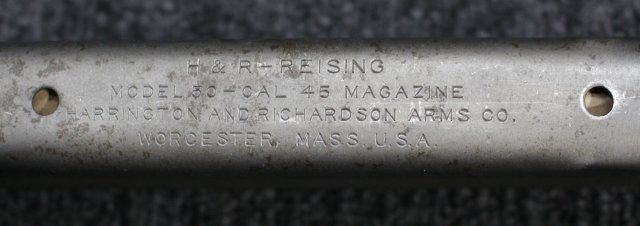 H & R-REISING
MODEL 50-CAL 45 MAGAZINE
HARRINGTON AND RICHARDSON ARMS CO.
WORCESTER, MASS. U.S.A.